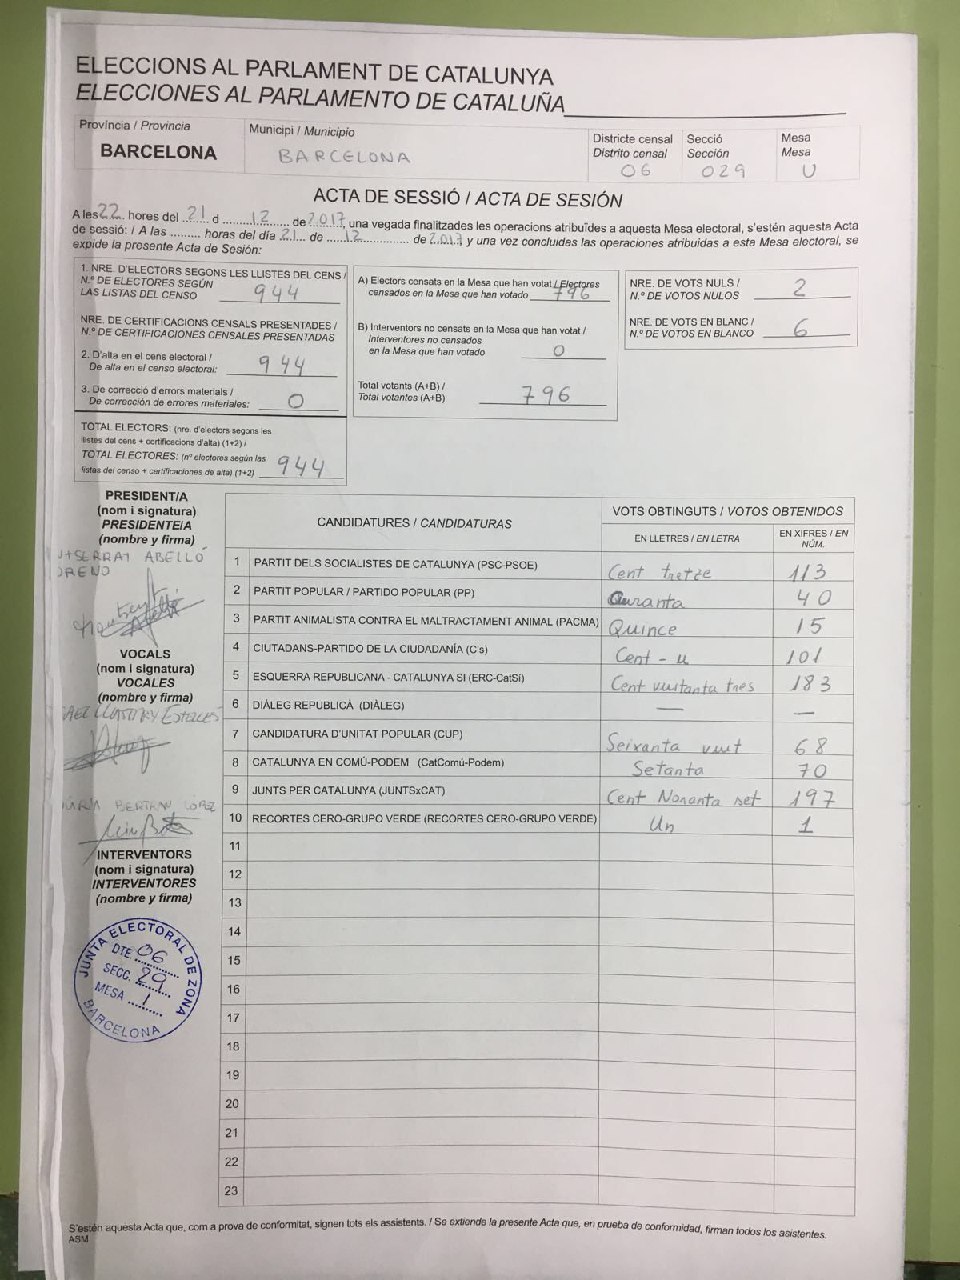 ELECCIONS AL PARLAMENT DE CATALUNYA
ELECCIONES AL PARLAMENTO DE CATALUÑA
Província / Provincia
BARCELONA
Municipi / Municipio
BARCELONA
Districte censal
Distrito censal
06
Secció
Sección
029
Mesa
Mesa
U
ACTA DE SESSIÓ / ACTA DE SESIÓN
A les 22 hores del 21 d 12 de 2017, una vegada finalitzades les operacions atribuïdes a aquesta Mesa electoral, s'estén aquesta Acta
de sessió: / A las ......... horas del día 21 de 12 de 2017 y una vez concluidas las operaciones atribuidas a este Mesa electoral, se
expide la presente Acta de Sesión:
1. NRE. D'ELECTORS SEGONS LES LLISTES DEL CENS /
N.º DE ELECTORES SEGÚN
LAS LISTAS DEL CENSO 944
NRE. DE CERTIFICACIONS CENSALS PRESENTADES /
N.º DE CERTIFICACIONES CENSALES PRESENTADAS
2. D'alta en el cens electoral /
De alta en el censo electoral: 944
3. De correcció d'errors materials /
De corrección de errores materiales: 0
TOTAL ELECTORS: (nre. d'electors segons les
llistes del cens + certificacions d'alta) (1+2) /
TOTAL ELECTORES: (nº electores según las
listas del censo + certificaciones de alta) (1+2) 944
A) Electors censats en la Mesa que han votat / Electores
censados en la Mesa que han votado 796
B) Interventors no censats en la Mesa que han votat /
Interventores no censados
en la Mesa que han votado 0
Total votants (A+B) /
Total votantes (A+B) 796
NRE. DE VOTS NULS /
N.º DE VOTOS NULOS 2
NRE. DE VOTS EN BLANC /
N.º DE VOTOS EN BLANCO 6
PRESIDENT/A
(nom i signatura)
PRESIDENTE/A
(nombre y firma)
ABELLÓ
VOCALS
(nom i signatura)
VOCALES
(nombre y firma)
BERTRAN LOPEZ
INTERVENTORS
(nom i signatura)
INTERVENTORES
(nombre y firma)
JUNTA ELECTORAL DE ZONA
DTE. 06
SECC. 29
MESA 1
BARCELONA
CANDIDATURES / CANDIDATURAS
VOTS OBTINGUTS / VOTOS OBTENIDOS
EN LLETRES / EN LETRA
EN XIFRES / EN NÚM.
1 PARTIT DELS SOCIALISTES DE CATALUNYA (PSC-PSOE) Cent tretze 113
2 PARTIT POPULAR / PARTIDO POPULAR (PP) Quranta 40
3 PARTIT ANIMALISTA CONTRA EL MALTRACTAMENT ANIMAL (PACMA) Quince 15
4 CIUTADANS-PARTIDO DE LA CIUDADANÍA (C's) Cent - u 101
5 ESQUERRA REPUBLICANA - CATALUNYA SÍ (ERC-CatSí) Cent vuitanta tres 183
6 DIÀLEG REPUBLICÀ (DIÀLEG) — —
7 CANDIDATURA D'UNITAT POPULAR (CUP) Seixanta vuit 68
8 CATALUNYA EN COMÚ-PODEM (CatComú-Podem) Setanta 70
9 JUNTS PER CATALUNYA (JUNTSxCAT) Cent Noranta set 197
10 RECORTES CERO-GRUPO VERDE (RECORTES CERO-GRUPO VERDE) Un 1
11
12
13
14
15
16
17
18
19
20
21
22
23
S'estén aquesta Acta que, com a prova de conformitat, signen tots els assistents. / Se extiende la presente Acta que, en prueba de conformidad, firman todos los asistentes.
ASM